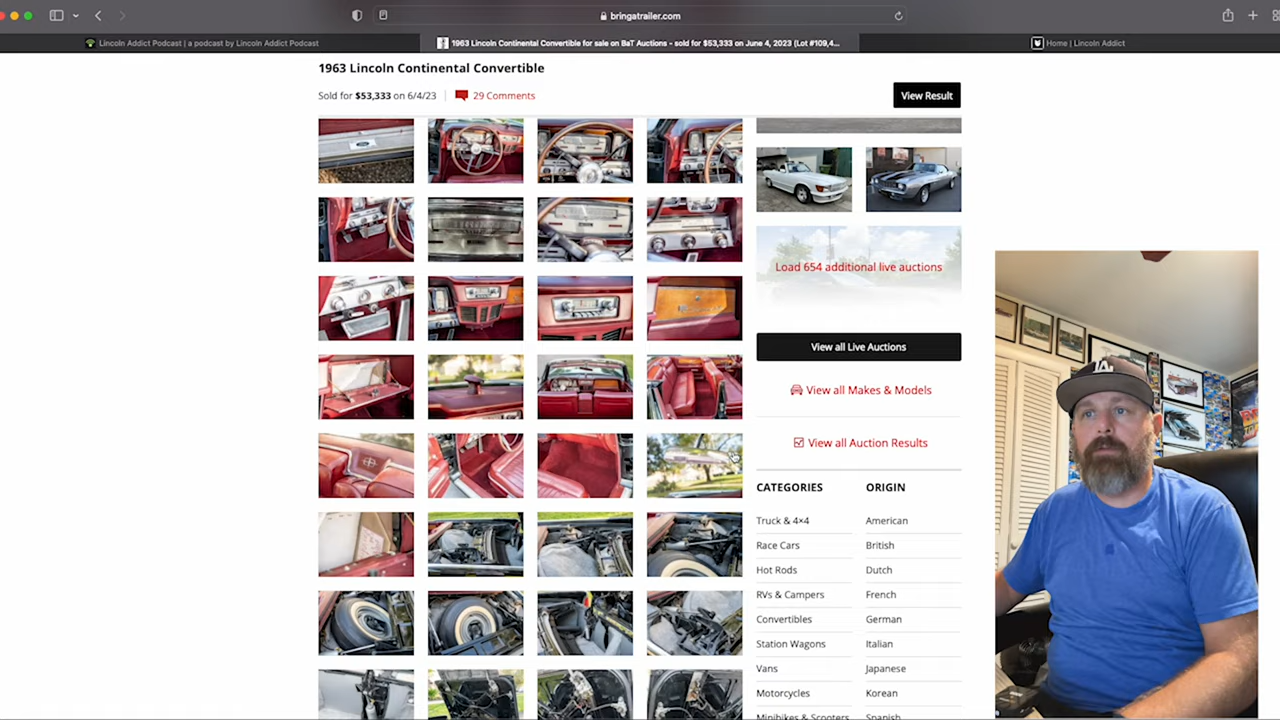 bringatrailer.com
Lincoln Addict Podcast | a podcast by Lincoln Addict Podcast
1963 Lincoln Continental Convertible for sale on BaT Auctions - sold for $53,333 on June 4, 2023 (Lot #109,4...
Home | Lincoln Addict
1963 Lincoln Continental Convertible
Sold for $53,333 on 6/4/23
29 Comments
View Result
Load 654 additional live auctions
View all Live Auctions
View all Makes & Models
View all Auction Results
CATEGORIES ORIGIN
Truck & 4×4 American
Race Cars British
Hot Rods Dutch
RVs & Campers French
Convertibles German
Station Wagons Italian
Vans Japanese
Motorcycles Korean
Minibikes & Scooters Spanish
LA